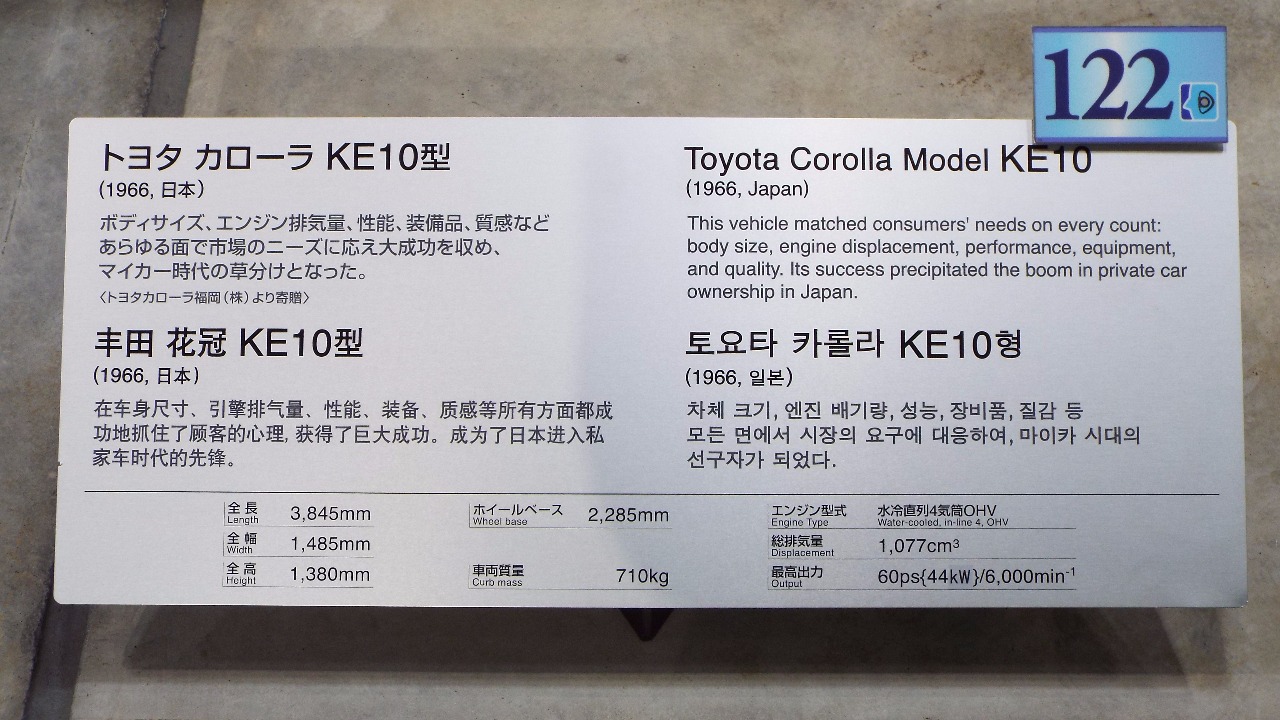 122
トヨタ カローラ KE10型
(1966, 日本)
ボディサイズ、エンジン排気量、性能、装備品、質感など
あらゆる面で市場のニーズに応え大成功を収め、
マイカー時代の草分けとなった。
〈トヨタカローラ福岡(株)より寄贈〉
Toyota Corolla Model KE10
(1966, Japan)
This vehicle matched consumers' needs on every count:
body size, engine displacement, performance, equipment,
and quality. Its success precipitated the boom in private car
ownership in Japan.
丰田 花冠 KE10型
(1966, 日本)
在车身尺寸、引擎排气量、性能、装备、质感等所有方面都成
功地抓住了顾客的心理, 获得了巨大成功。成为了日本进入私
家车时代的先锋。
토요타 카롤라 KE10형
(1966, 일본)
차체 크기, 엔진 배기량, 성능, 장비품, 질감 등
모든 면에서 시장의 요구에 대응하여, 마이카 시대의
선구자가 되었다.
全長 3,845mm
Length
全幅 1,485mm
Width
全高 1,380mm
Height
ホイールベース 2,285mm
Wheel base
車両質量 710kg
Curb mass
エンジン型式 水冷直列4気筒OHV
Engine Type Water-cooled, in-line 4, OHV
総排気量 1,077cm³
Displacement
最高出力 60ps{44kW}/6,000min⁻¹
Output